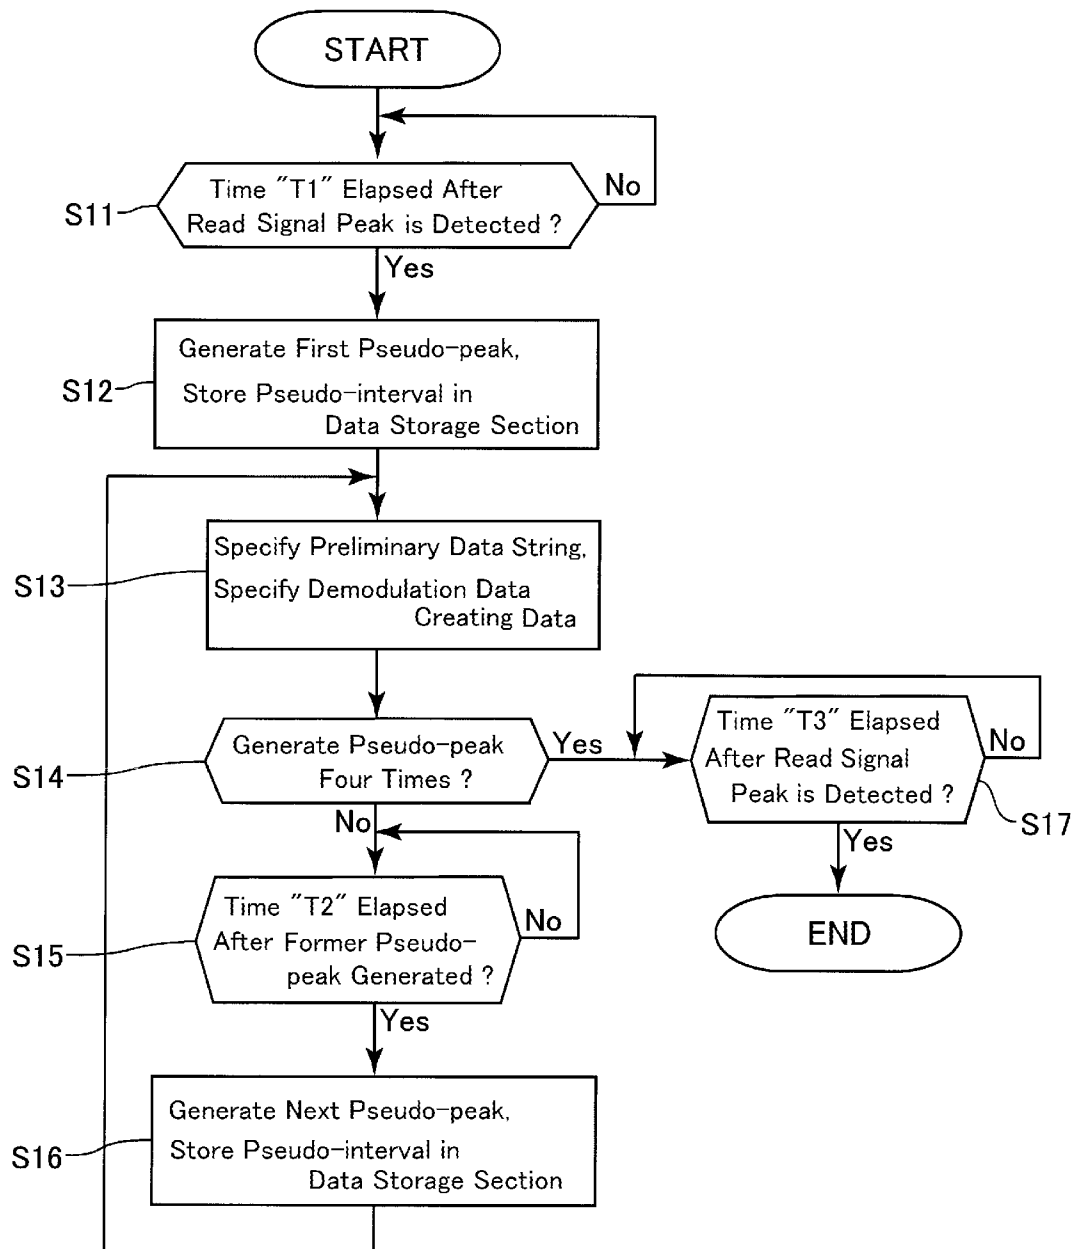 START
No
Time "T1" Elapsed After
Read Signal Peak is Detected ?
S11
Yes
Generate First Pseudo-peak,
Store Pseudo-interval in
Data Storage Section
S12
Specify Preliminary Data String,
Specify Demodulation Data
Creating Data
S13
Generate Pseudo-peak
Four Times ?
S14
Yes
Time "T3" Elapsed
After Read Signal
Peak is Detected ?
No
S17
Yes
END
No
Time "T2" Elapsed
After Former Pseudo-
peak Generated ?
No
S15
Yes
Generate Next Pseudo-peak,
Store Pseudo-interval in
Data Storage Section
S16